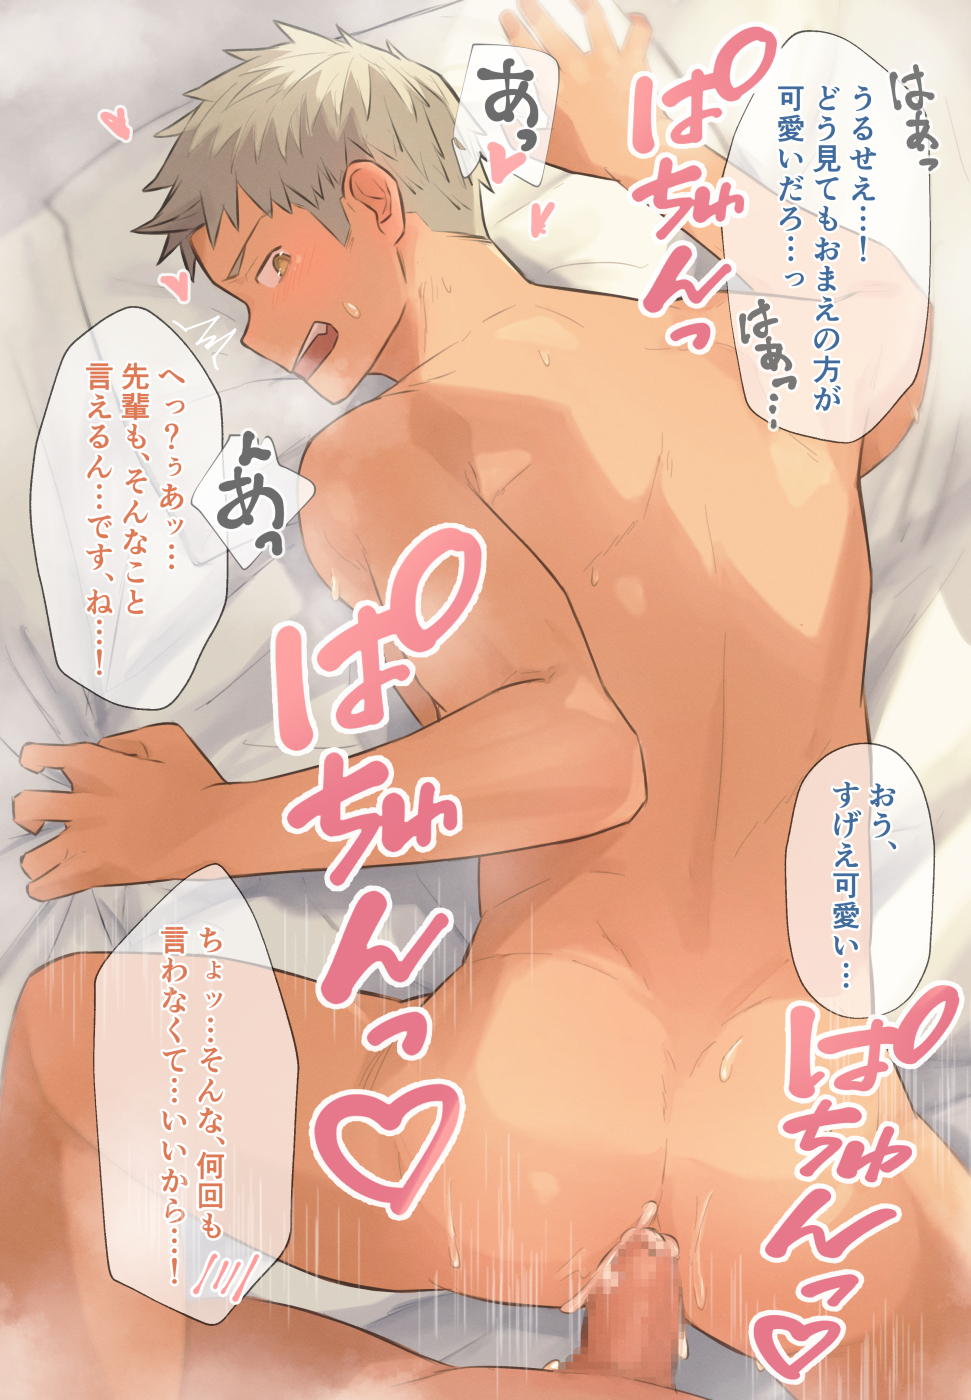 はぁっ
うるせえ…！
どう見てもおまえの方が
可愛いだろ…っ
はぁっ…
ぱちゅんっ
あっ
へっ？ぅあッ…
先輩も、そんなこと
言えるん…です、ね…！
んあっ
ぱちゅんっ♡
おう、
すげえ可愛い…
ぱちゅんっ♡
ちょッ…そんな、何回も
言わなくて…いいから…！